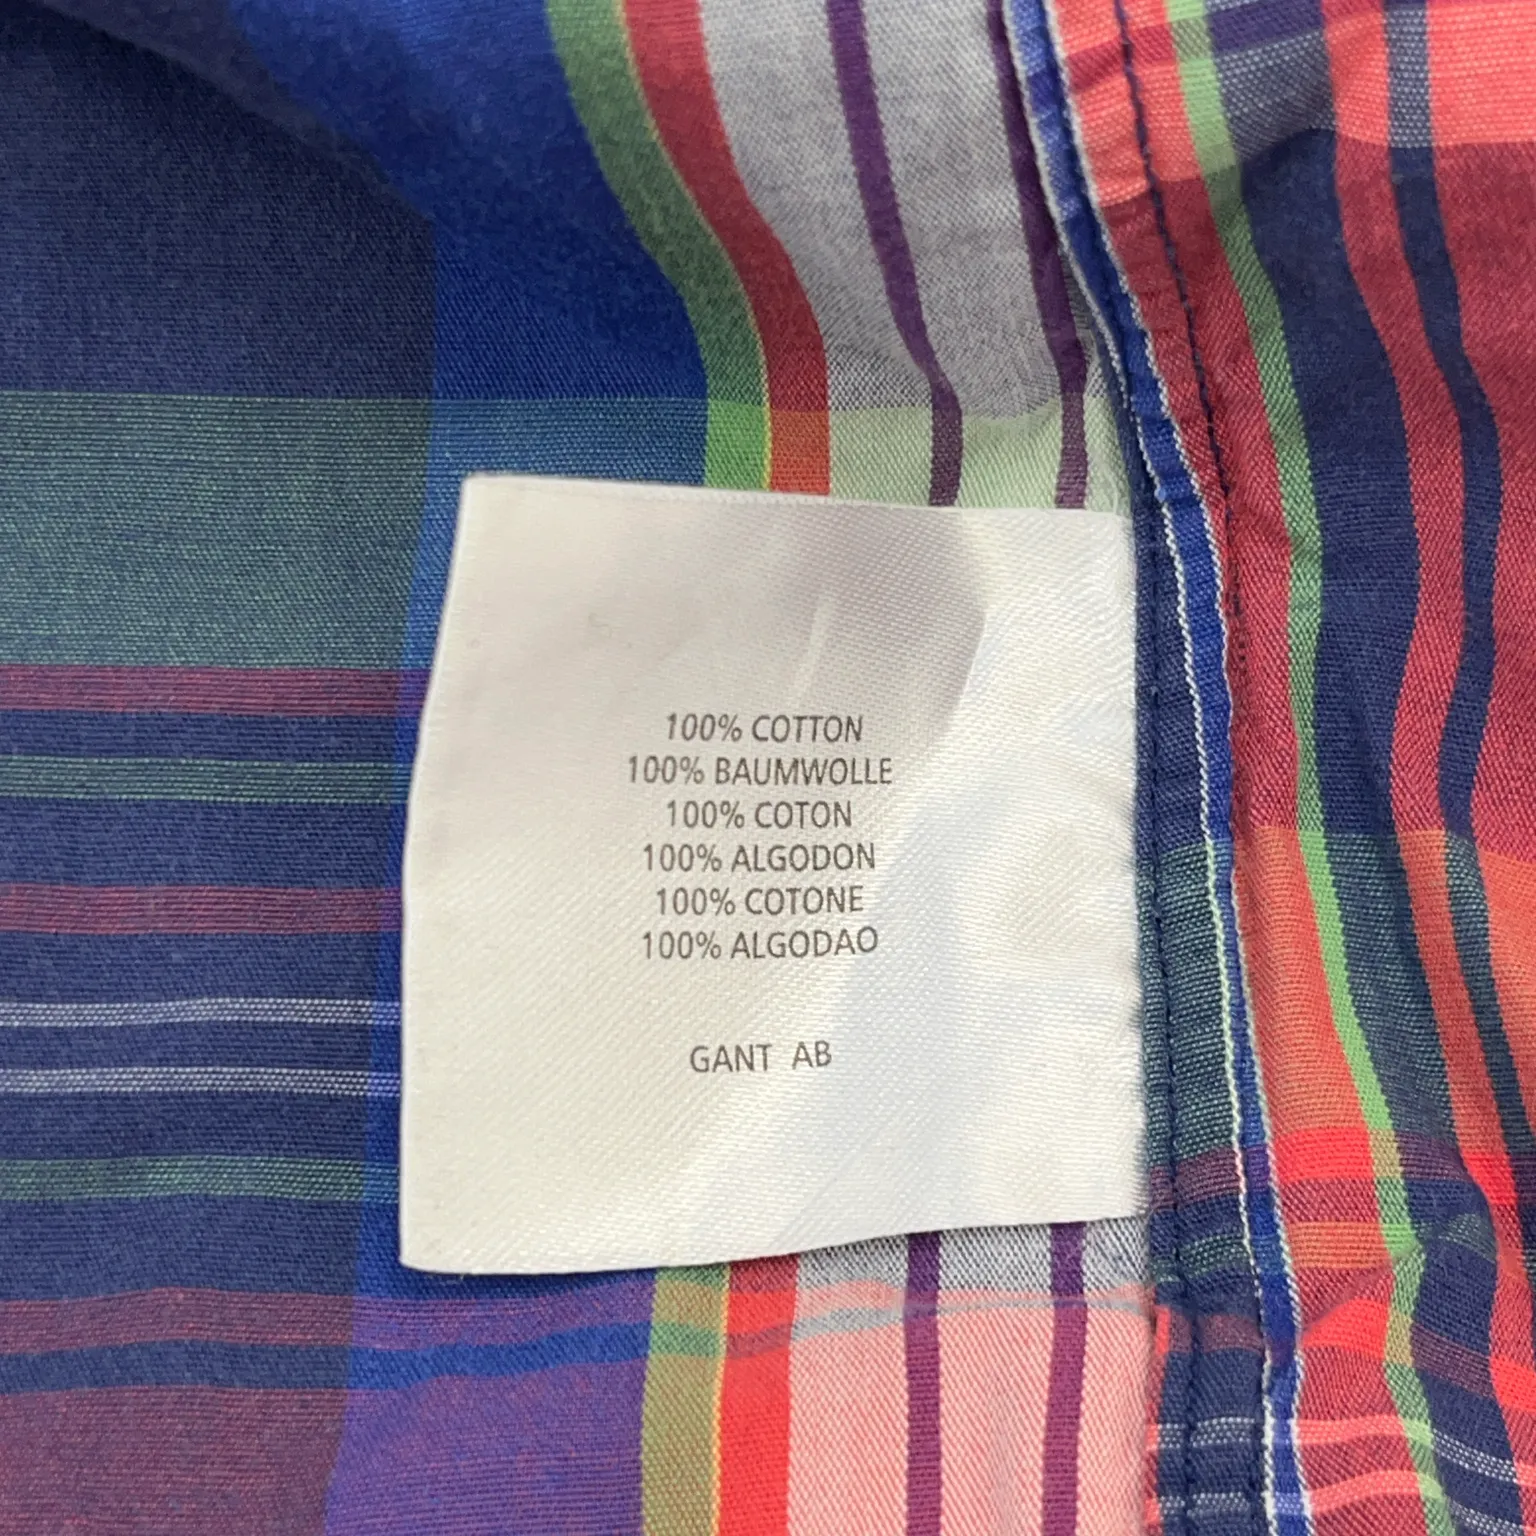 100% COTTON
100% BAUMWOLLE
100% COTON
100% ALGODON
100% COTONE
100% ALGODAO
GANT AB